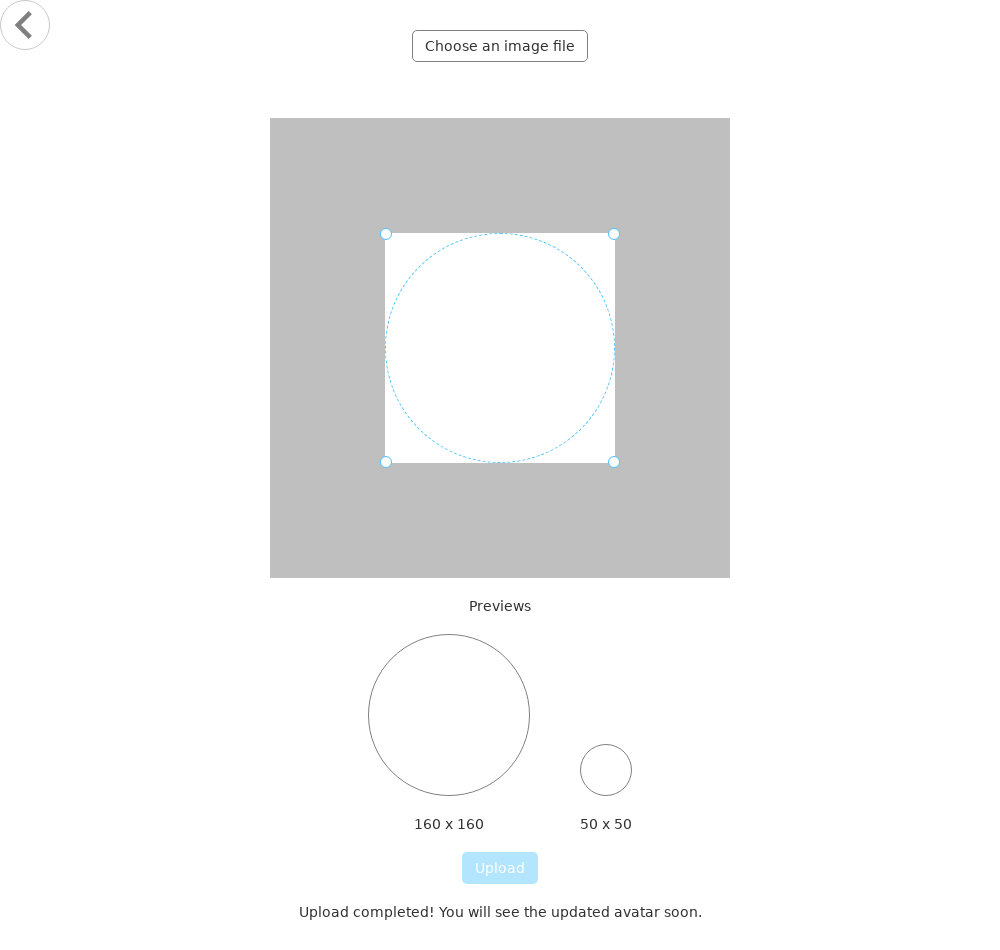 Choose an image file
Previews
160 x 160
50 x 50
Upload
Upload completed! You will see the updated avatar soon.